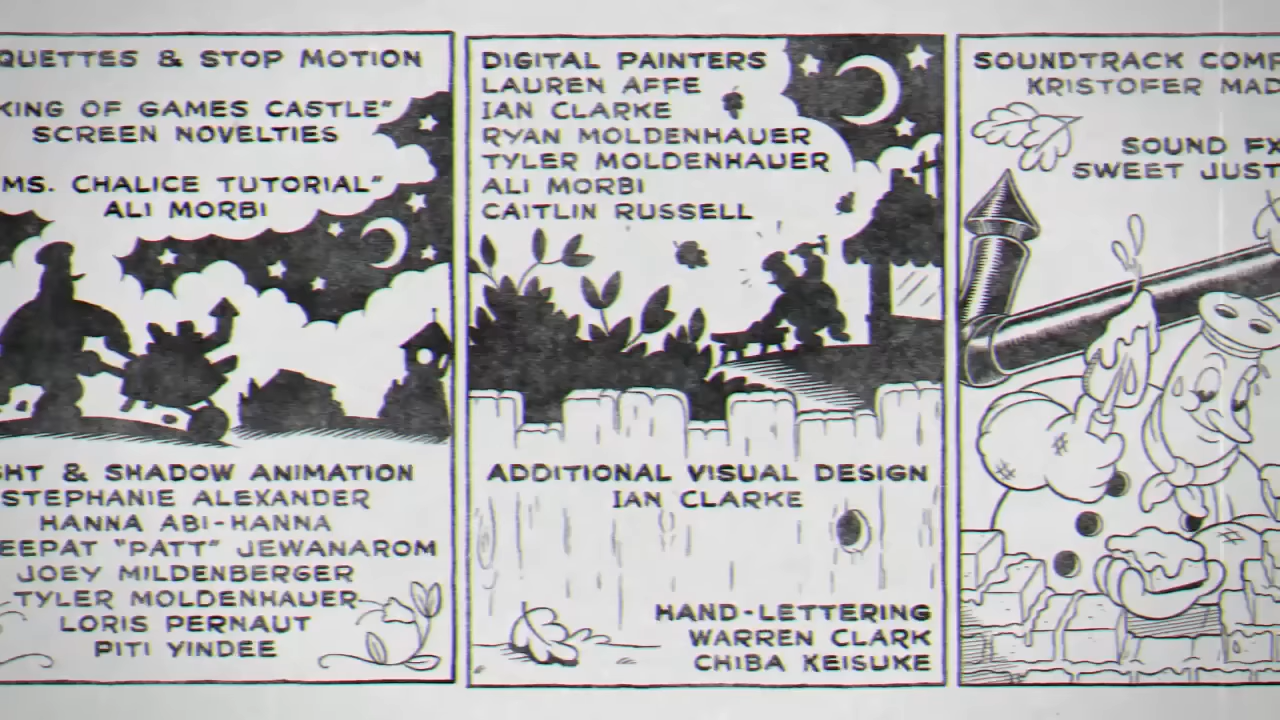 QUETTES & STOP MOTION
KING OF GAMES CASTLE"
SCREEN NOVELTIES
MS. CHALICE TUTORIAL"
ALI MORBI
GHT & SHADOW ANIMATION
STEPHANIE ALEXANDER
HANNA ABI-HANNA
EEPAT "PATT" JEWANAROM
JOEY MILDENBERGER
TYLER MOLDENHAUER
LORIS PERNAUT
PITI YINDEE
DIGITAL PAINTERS
LAUREN AFFE
IAN CLARKE
RYAN MOLDENHAUER
TYLER MOLDENHAUER
ALI MORBI
CAITLIN RUSSELL
ADDITIONAL VISUAL DESIGN
IAN CLARKE
HAND-LETTERING
WARREN CLARK
CHIBA KEISUKE
SOUNDTRACK COMP
KRISTOFER MAD
SOUND FX
SWEET JUST